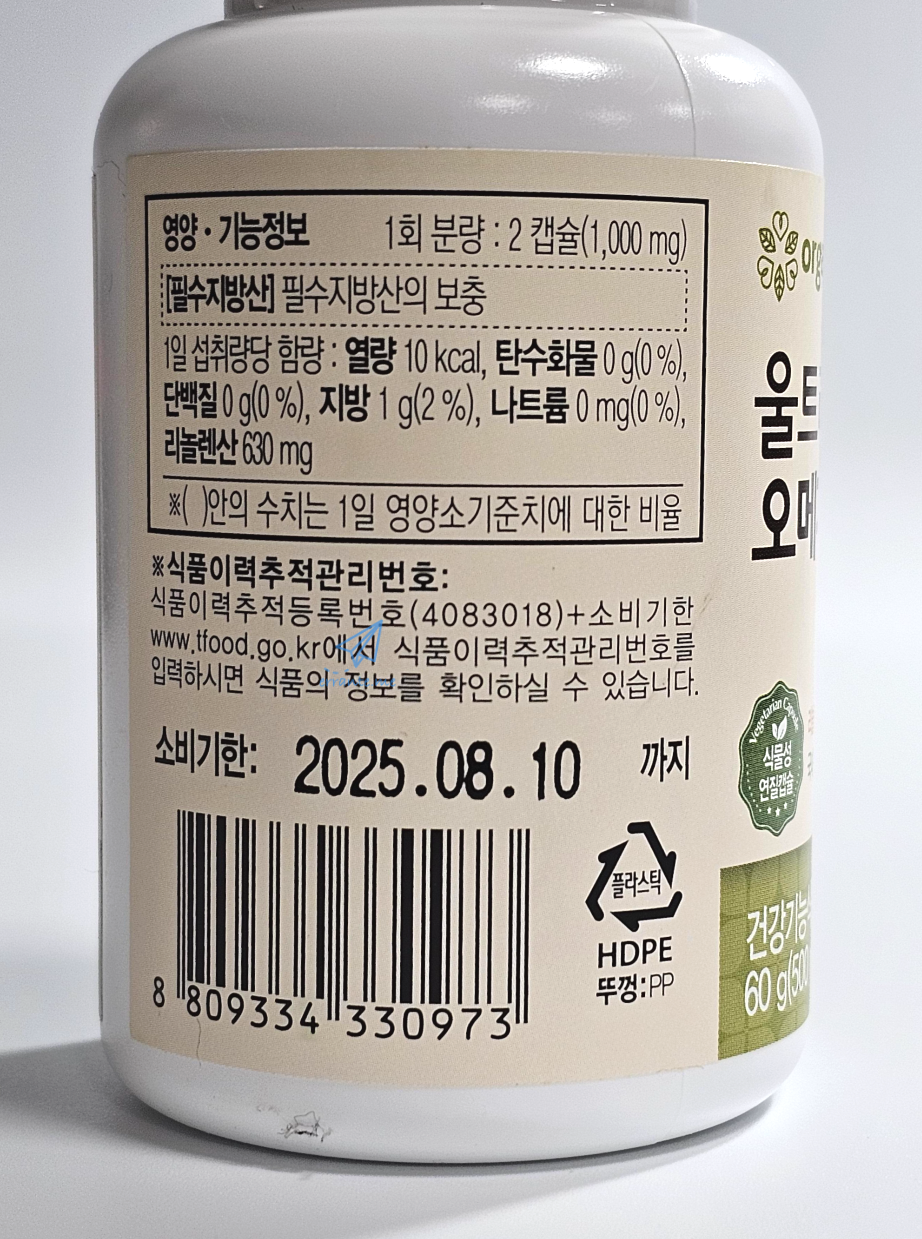 영양·기능정보 1회 분량 : 2 캡슐(1,000 mg)
[필수지방산] 필수지방산의 보충
1일 섭취량당 함량 : 열량 10 kcal, 탄수화물 0 g(0 %),
단백질 0 g(0 %), 지방 1 g(2 %), 나트륨 0 mg(0 %),
리놀렌산 630 mg
※( )안의 수치는 1일 영양소기준치에 대한 비율
※식품이력추적관리번호:
식품이력추적등록번호(4083018)+소비기한
www.tfood.go.kr에서 식품이력추적관리번호를
입력하시면 식품의 정보를 확인하실 수 있습니다.
소비기한: 2025.08.10 까지
8 809334 330973
플라스틱
HDPE
뚜껑:PP
울트
오메
Vegetarian Capsule
식물성
연질캡슐
건강기능
60 g(500